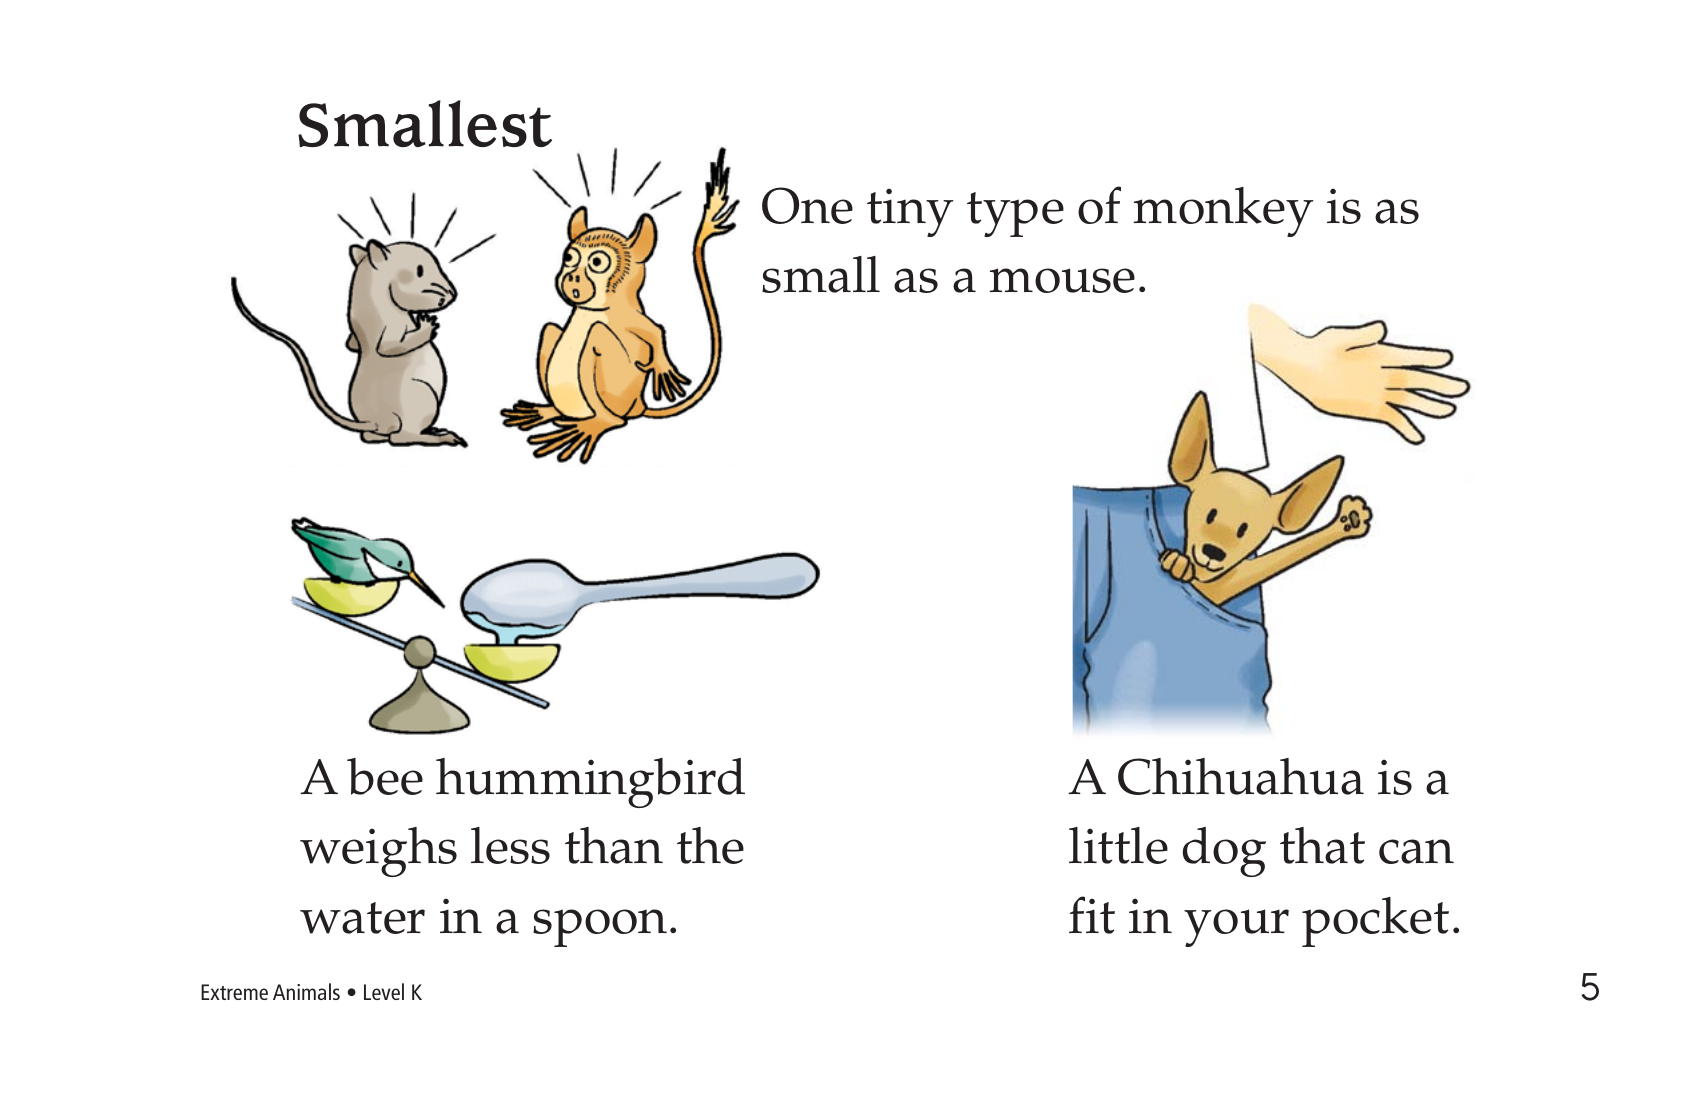 Smallest
One tiny type of monkey is as
small as a mouse.
A bee hummingbird
weighs less than the
water in a spoon.
A Chihuahua is a
little dog that can
fit in your pocket.
Extreme Animals • Level K
5